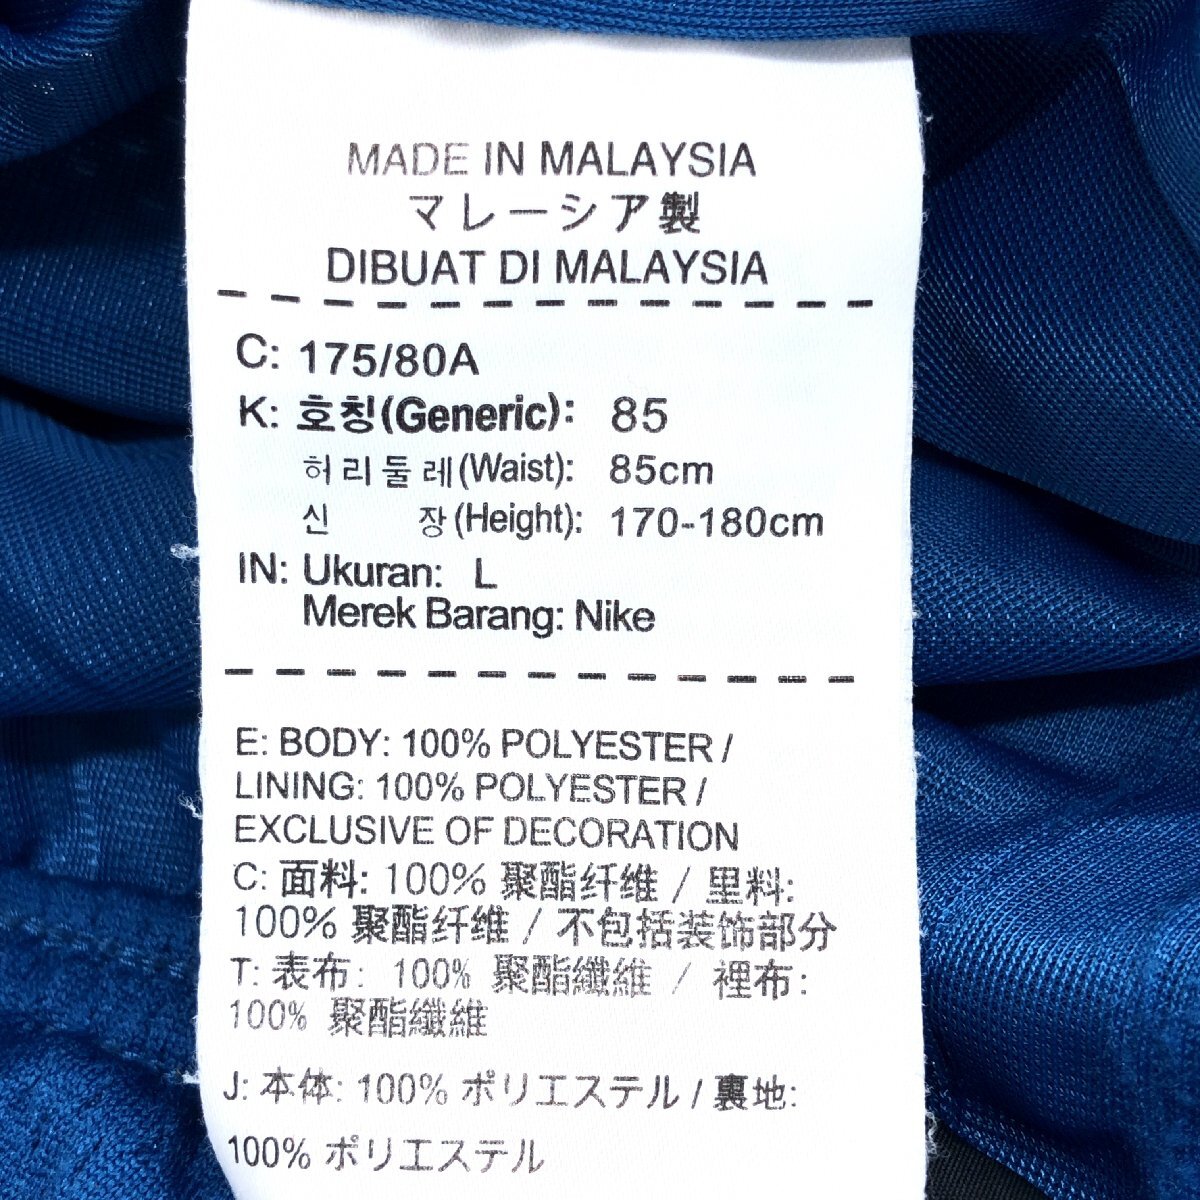 MADE IN MALAYSIA
マレーシア製
DIBUAT DI MALAYSIA
C: 175/80A
K: 호칭(Generic): 85
허리둘레(Waist): 85cm
신 장(Height): 170-180cm
IN: Ukuran: L
Merek Barang: Nike
E: BODY: 100% POLYESTER /
LINING: 100% POLYESTER /
EXCLUSIVE OF DECORATION
C: 面料: 100% 聚酯纤维 / 里料:
100% 聚酯纤维 / 不包括装饰部分
T: 表布: 100% 聚酯纖維 / 裡布:
100% 聚酯纖維
J: 本体: 100% ポリエステル / 裏地:
100% ポリエステル